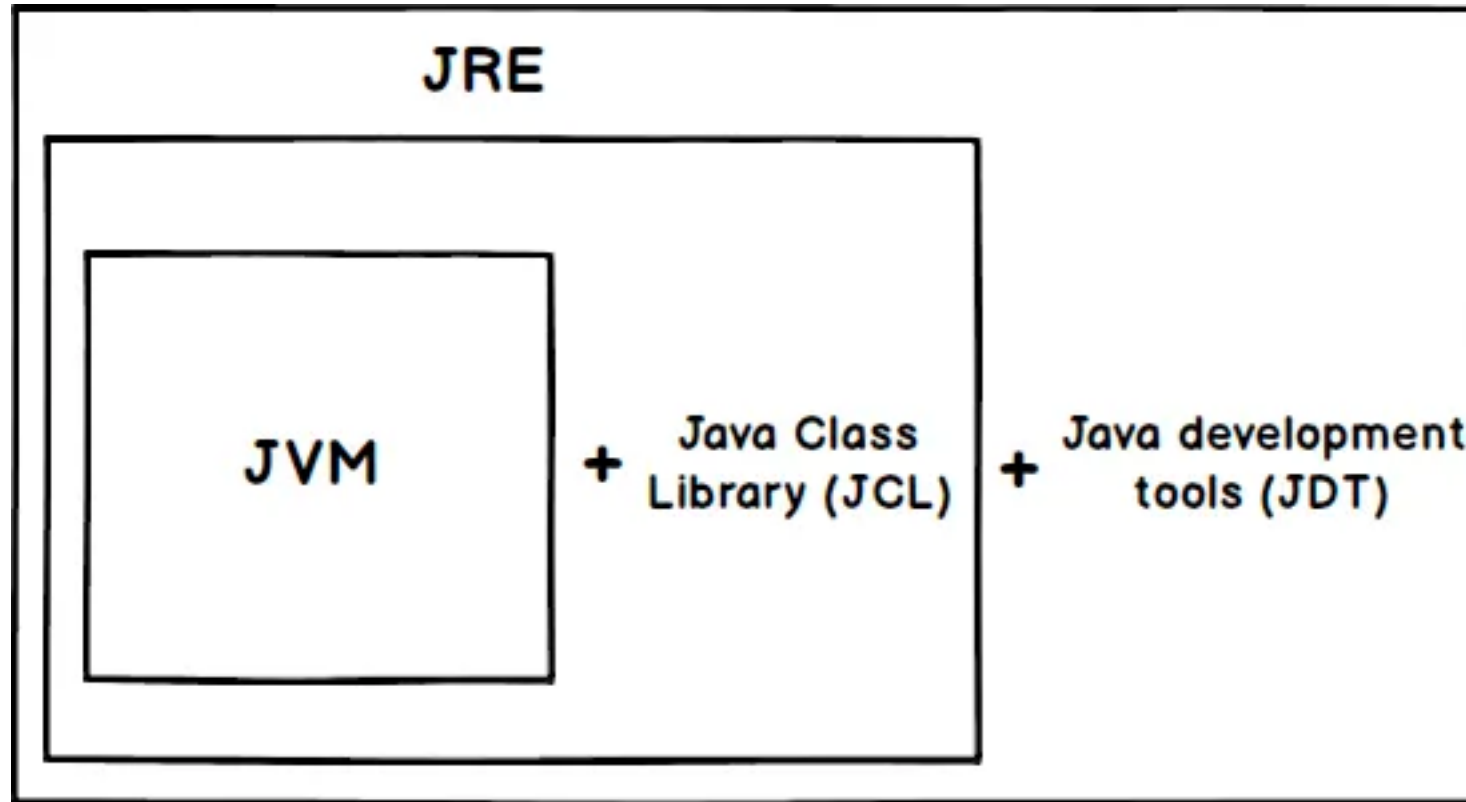 JRE
JVM
+
Java Class
Library (JCL)
+
Java development
tools (JDT)